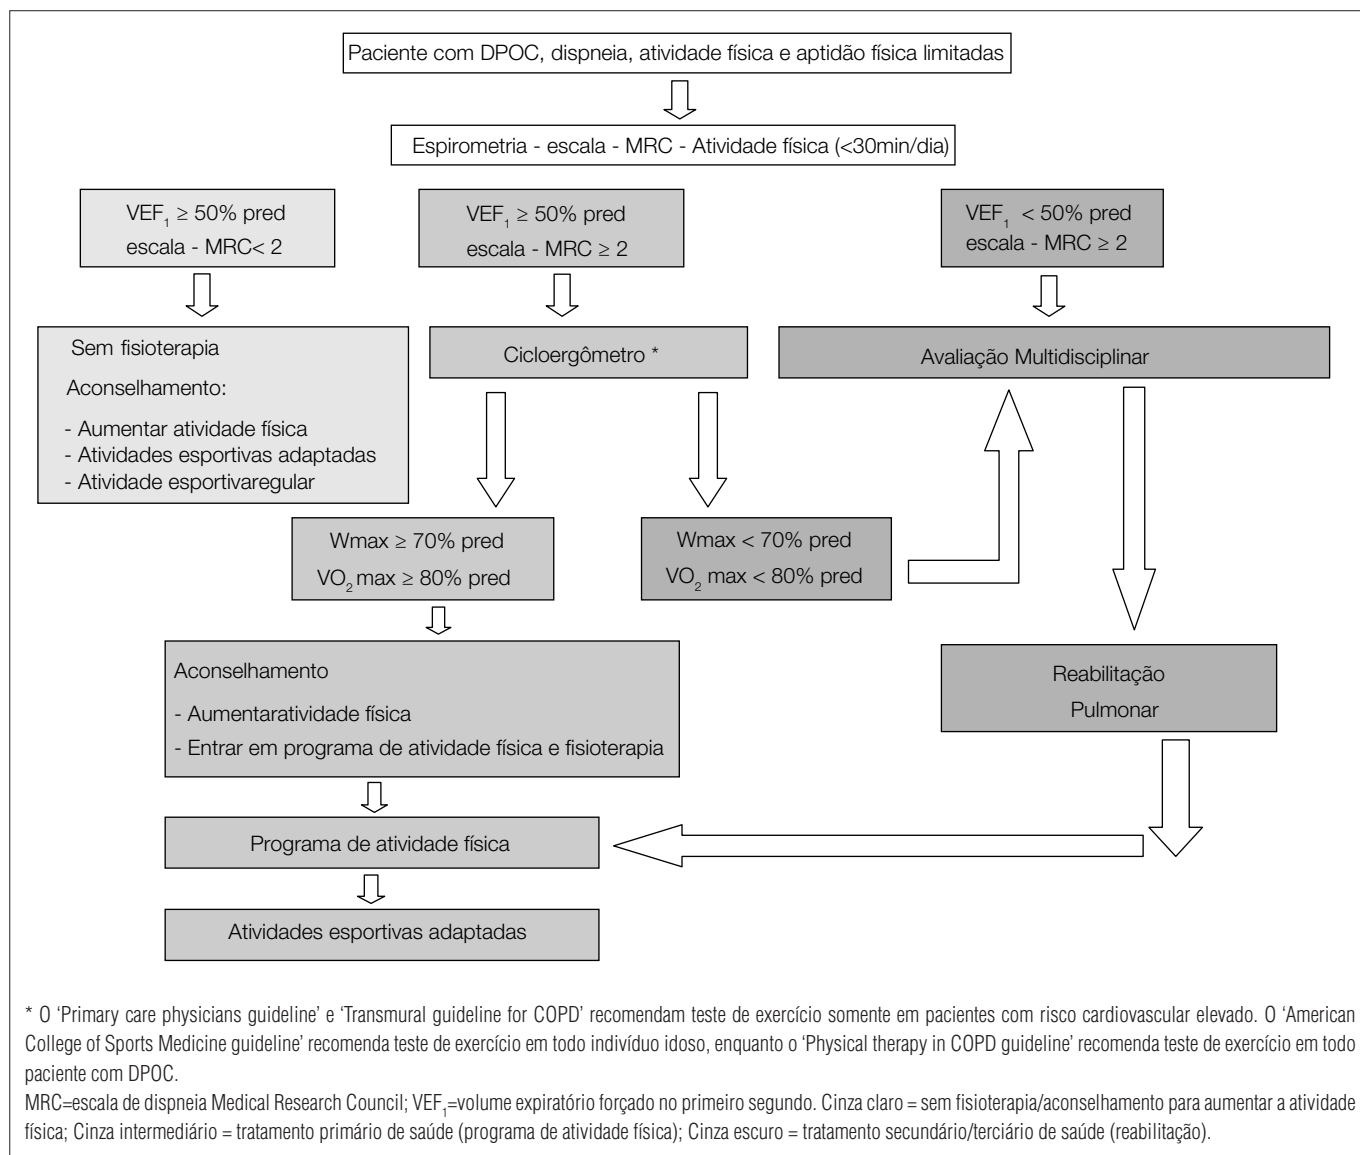 Paciente com DPOC, dispneia, atividade física e aptidão física limitadas
Espirometria - escala - MRC - Atividade física (<30min/dia)
VEF₁ ≥ 50% pred
escala - MRC< 2
VEF₁ ≥ 50% pred
escala - MRC ≥ 2
VEF₁ < 50% pred
escala - MRC ≥ 2
Sem fisioterapia
Aconselhamento:
- Aumentar atividade física
- Atividades esportivas adaptadas
- Atividade esportivaregular
Cicloergômetro *
Avaliação Multidisciplinar
Wmax ≥ 70% pred
VO₂ max ≥ 80% pred
Wmax < 70% pred
VO₂ max < 80% pred
Aconselhamento
- Aumentaratividade física
- Entrar em programa de atividade física e fisioterapia
Reabilitação
Pulmonar
Programa de atividade física
Atividades esportivas adaptadas
* O ‘Primary care physicians guideline’ e ‘Transmural guideline for COPD’ recomendam teste de exercício somente em pacientes com risco cardiovascular elevado. O ‘American
College of Sports Medicine guideline’ recomenda teste de exercício em todo indivíduo idoso, enquanto o ‘Physical therapy in COPD guideline’ recomenda teste de exercício em todo
paciente com DPOC.
MRC=escala de dispneia Medical Research Council; VEF₁=volume expiratório forçado no primeiro segundo. Cinza claro = sem fisioterapia/aconselhamento para aumentar a atividade
física; Cinza intermediário = tratamento primário de saúde (programa de atividade física); Cinza escuro = tratamento secundário/terciário de saúde (reabilitação).